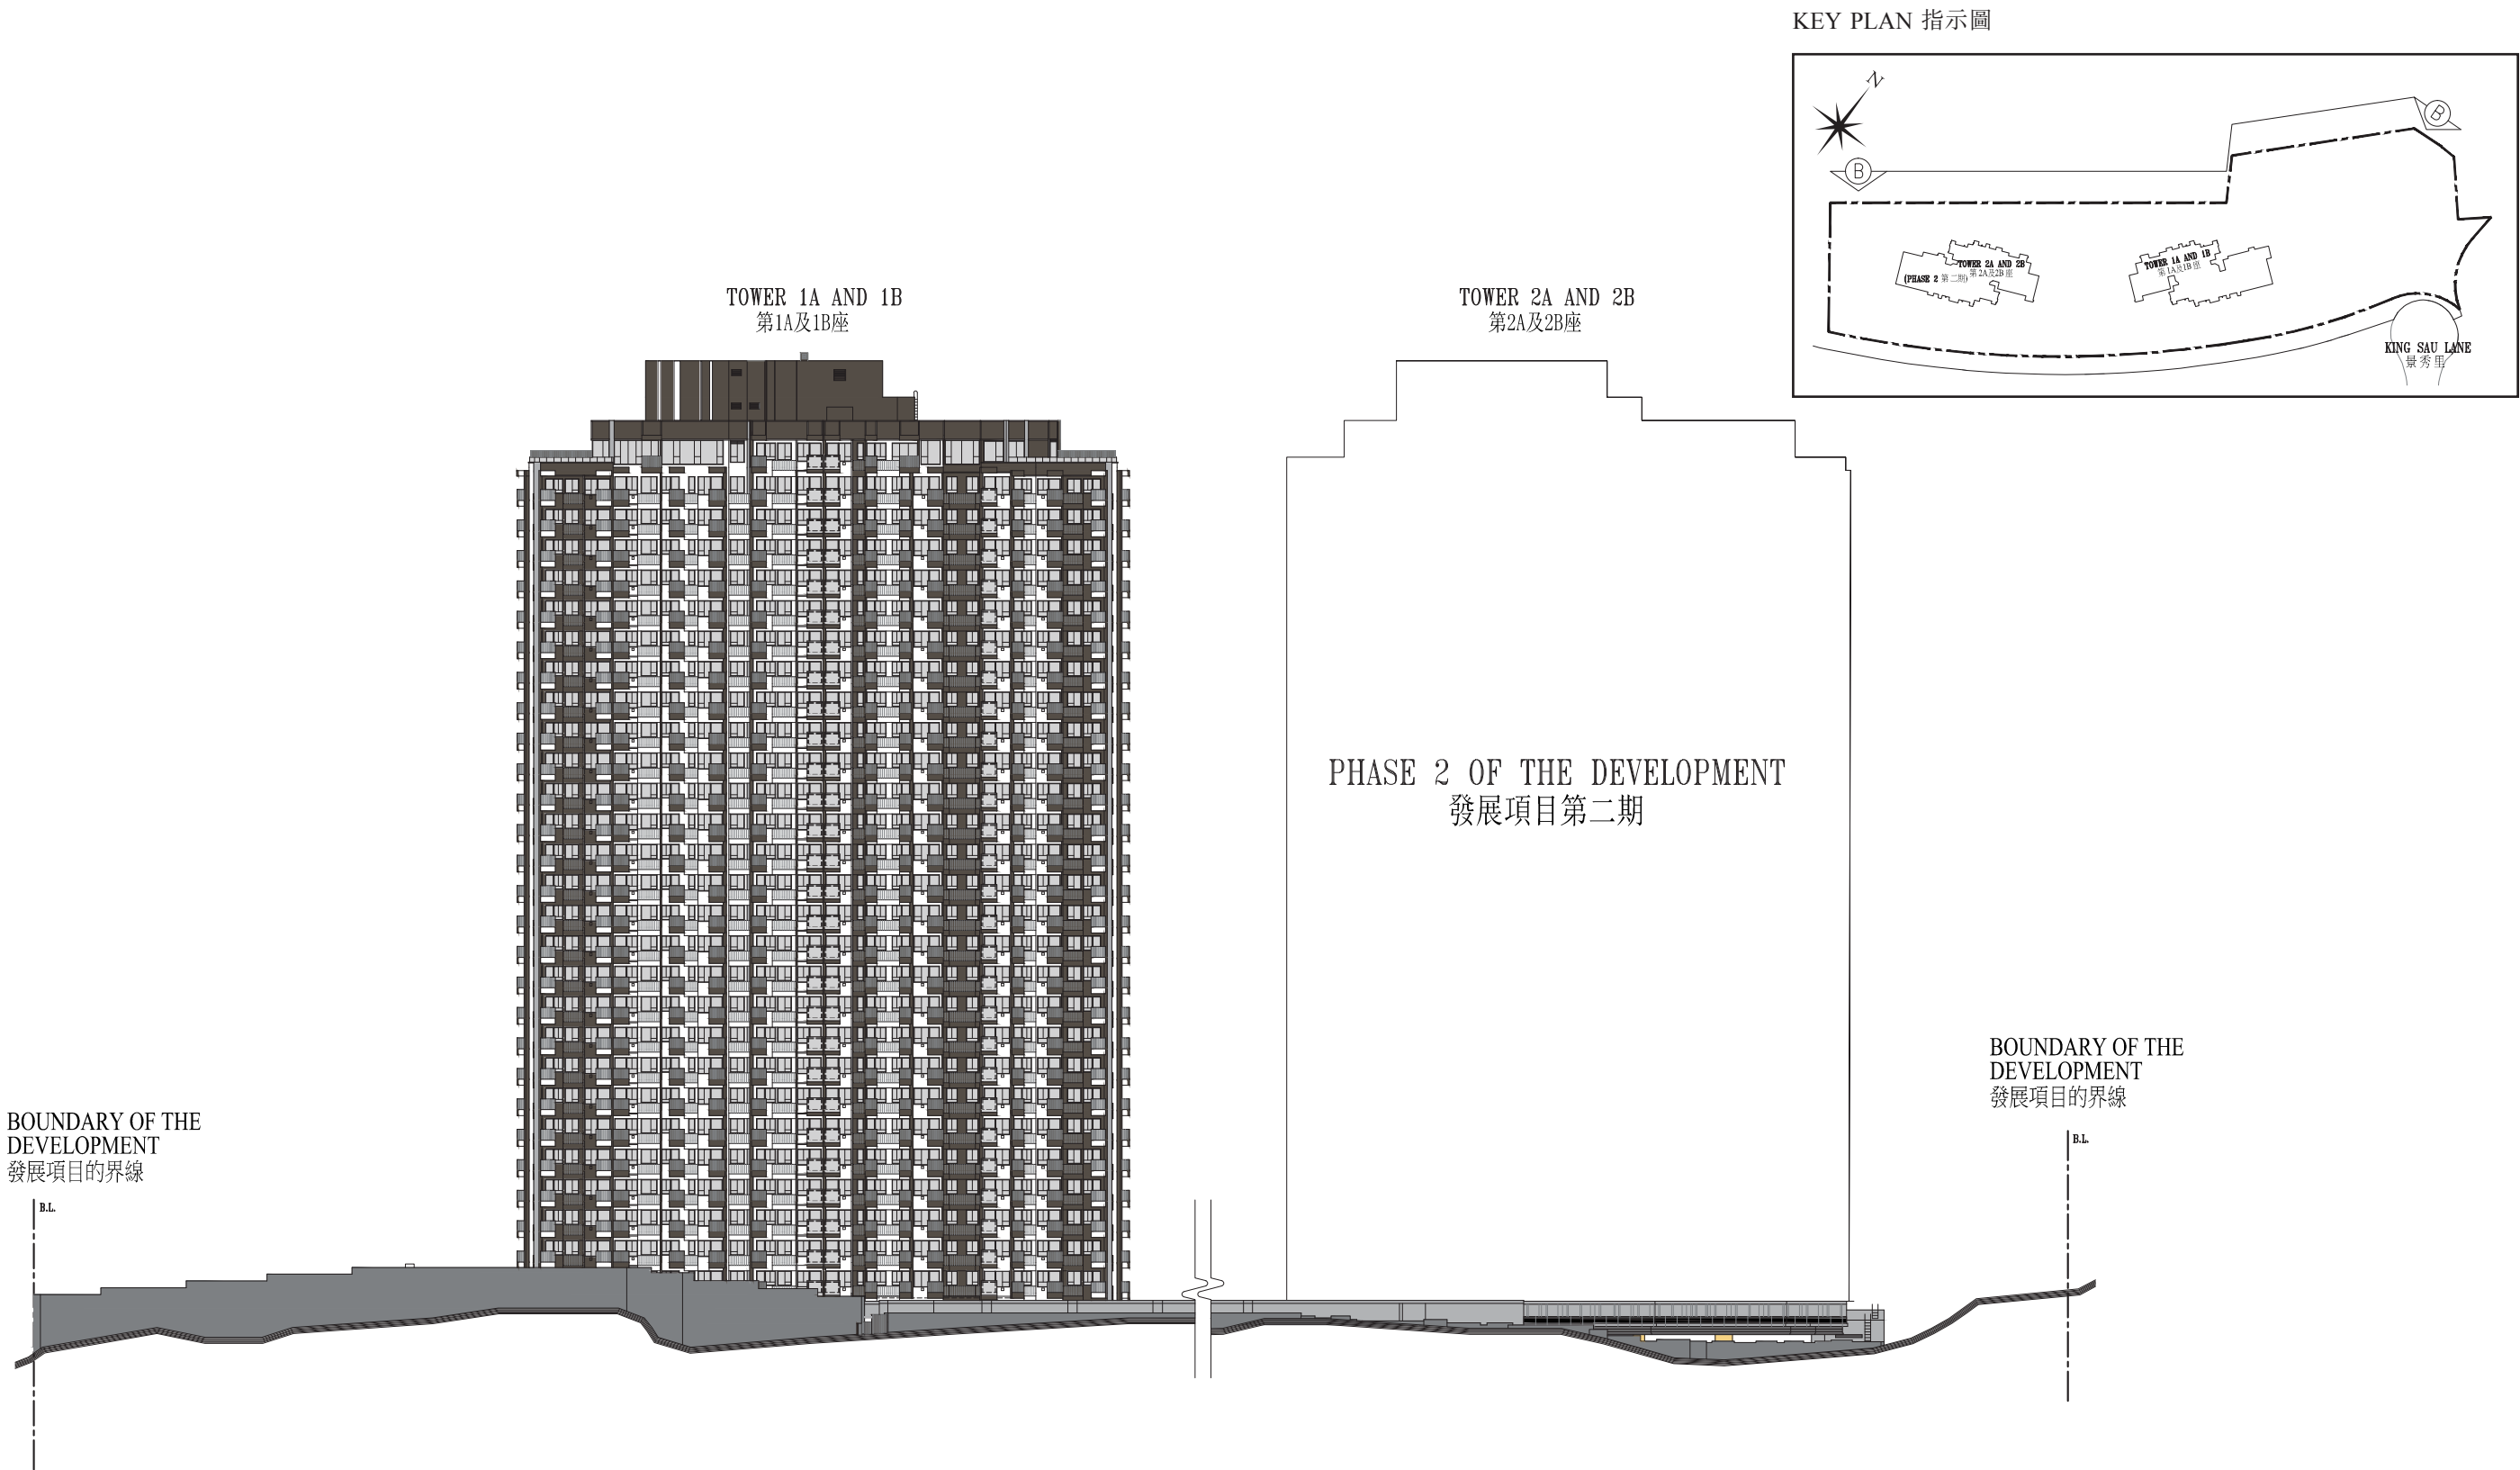 KEY PLAN 指示圖
N
B
B
TOWER 2A AND 2B
第2A及2B座
(PHASE 2 第二期)
TOWER 1A AND 1B
第1A及1B座
KING SAU LANE
景秀里
TOWER 1A AND 1B
第1A及1B座
TOWER 2A AND 2B
第2A及2B座
PHASE 2 OF THE DEVELOPMENT
發展項目第二期
BOUNDARY OF THE
DEVELOPMENT
發展項目的界線
B.L.
BOUNDARY OF THE
DEVELOPMENT
發展項目的界線
B.L.